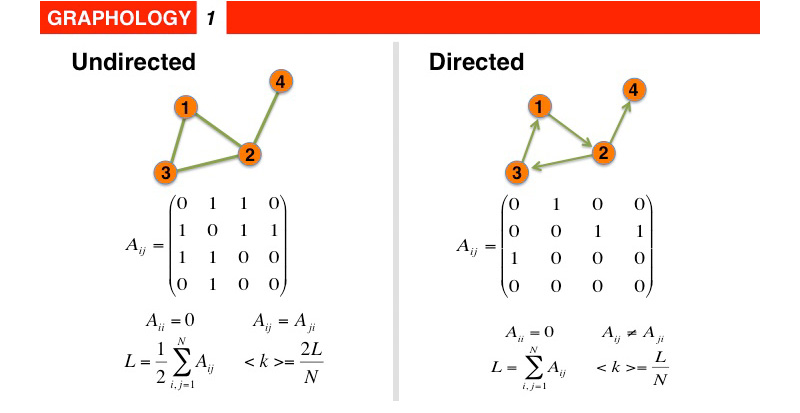 GRAPHOLOGY 1
Undirected
4
1
2
3
A_{ij} = \begin{pmatrix} 0 & 1 & 1 & 0 \\ 1 & 0 & 1 & 1 \\ 1 & 1 & 0 & 0 \\ 0 & 1 & 0 & 0 \end{pmatrix}
A_{ii} = 0    A_{ij} = A_{ji}
L = \frac{1}{2} \sum_{i,j=1}^{N} A_{ij}    < k >= \frac{2L}{N}
Directed
4
1
2
3
A_{ij} = \begin{pmatrix} 0 & 1 & 0 & 0 \\ 0 & 0 & 1 & 1 \\ 1 & 0 & 0 & 0 \\ 0 & 0 & 0 & 0 \end{pmatrix}
A_{ii} = 0    A_{ij} ≠ A_{ji}
L = \sum_{i,j=1}^{N} A_{ij}    < k >= \frac{L}{N}